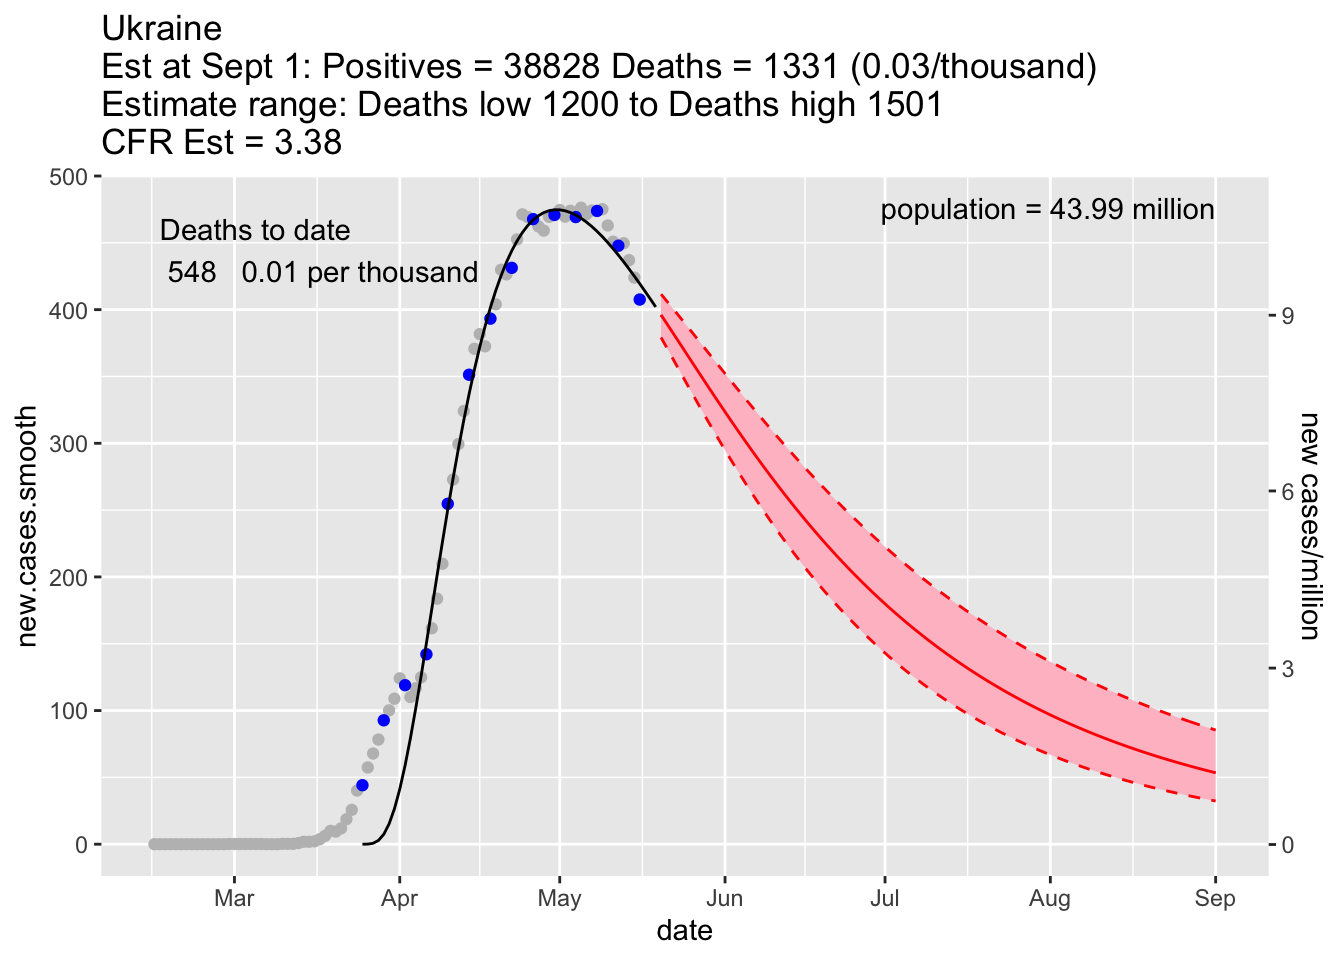 Ukraine
Est at Sept 1: Positives = 38828 Deaths = 1331 (0.03/thousand)
Estimate range: Deaths low 1200 to Deaths high 1501
CFR Est = 3.38
500
400
300
200
100
0
new.cases.smooth
Deaths to date
548 0.01 per thousand
population = 43.99 million
9
6
3
0
new cases/million
Mar Apr May Jun Jul Aug Sep
date